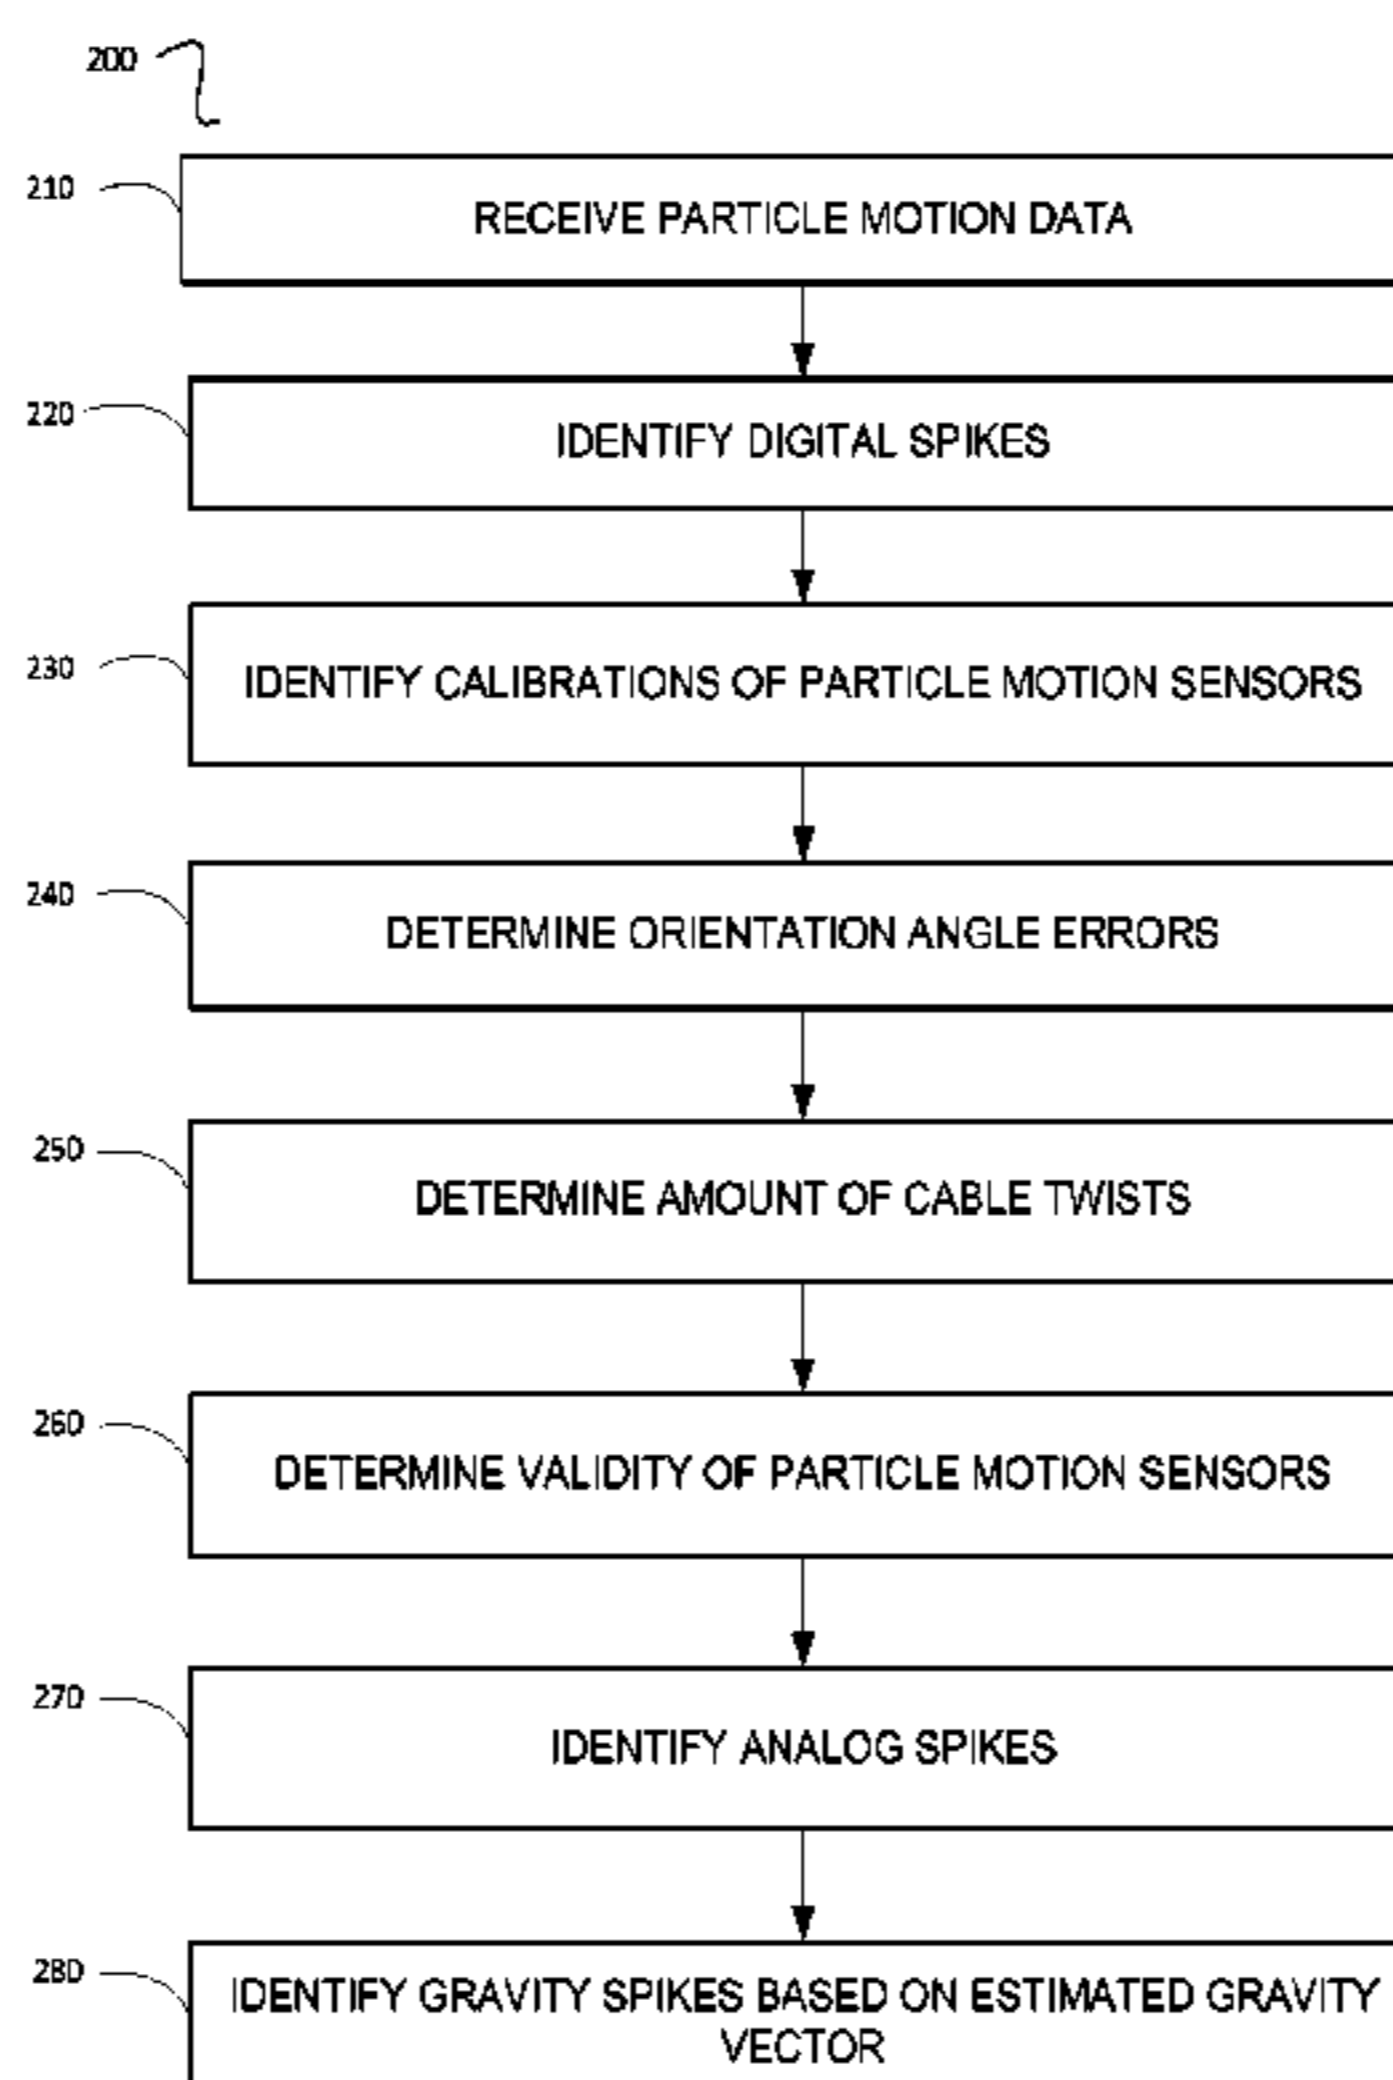 200
210
RECEIVE PARTICLE MOTION DATA
220
IDENTIFY DIGITAL SPIKES
230
IDENTIFY CALIBRATIONS OF PARTICLE MOTION SENSORS
240
DETERMINE ORIENTATION ANGLE ERRORS
250
DETERMINE AMOUNT OF CABLE TWISTS
260
DETERMINE VALIDITY OF PARTICLE MOTION SENSORS
270
IDENTIFY ANALOG SPIKES
280
IDENTIFY GRAVITY SPIKES BASED ON ESTIMATED GRAVITY
VECTOR